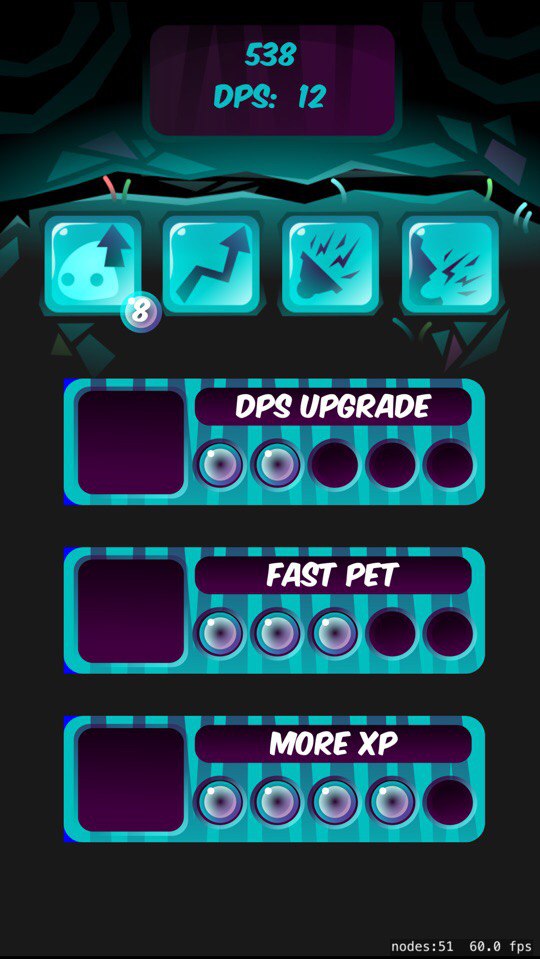 538
DPS: 12
8
DPS UPGRADE
FAST PET
MORE XP
nodes:51 60.0 fps